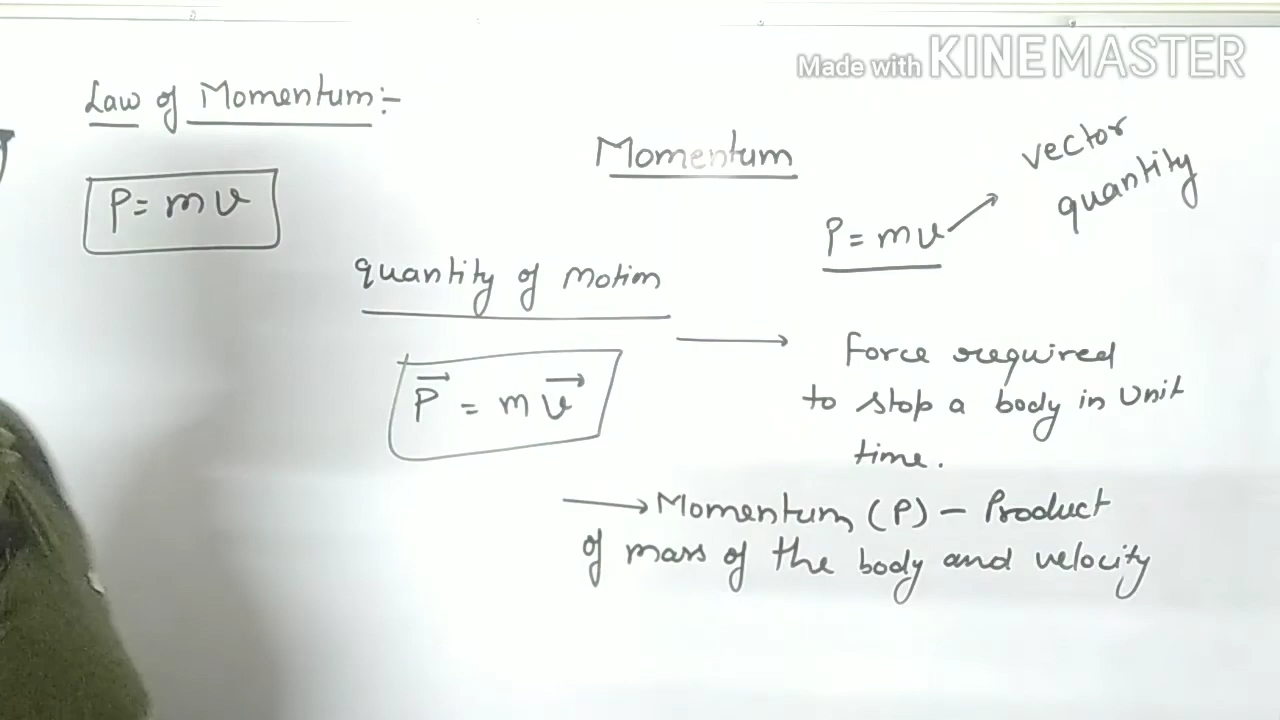 Made with KINEMASTER
Law of Momentum:-
P = mv
Momentum
vector
quantity
P = mv
quantity of motion
P = mv
Force required
to stop a body in Unit
time.
Momentum (P) - Product
of mass of the body and velocity